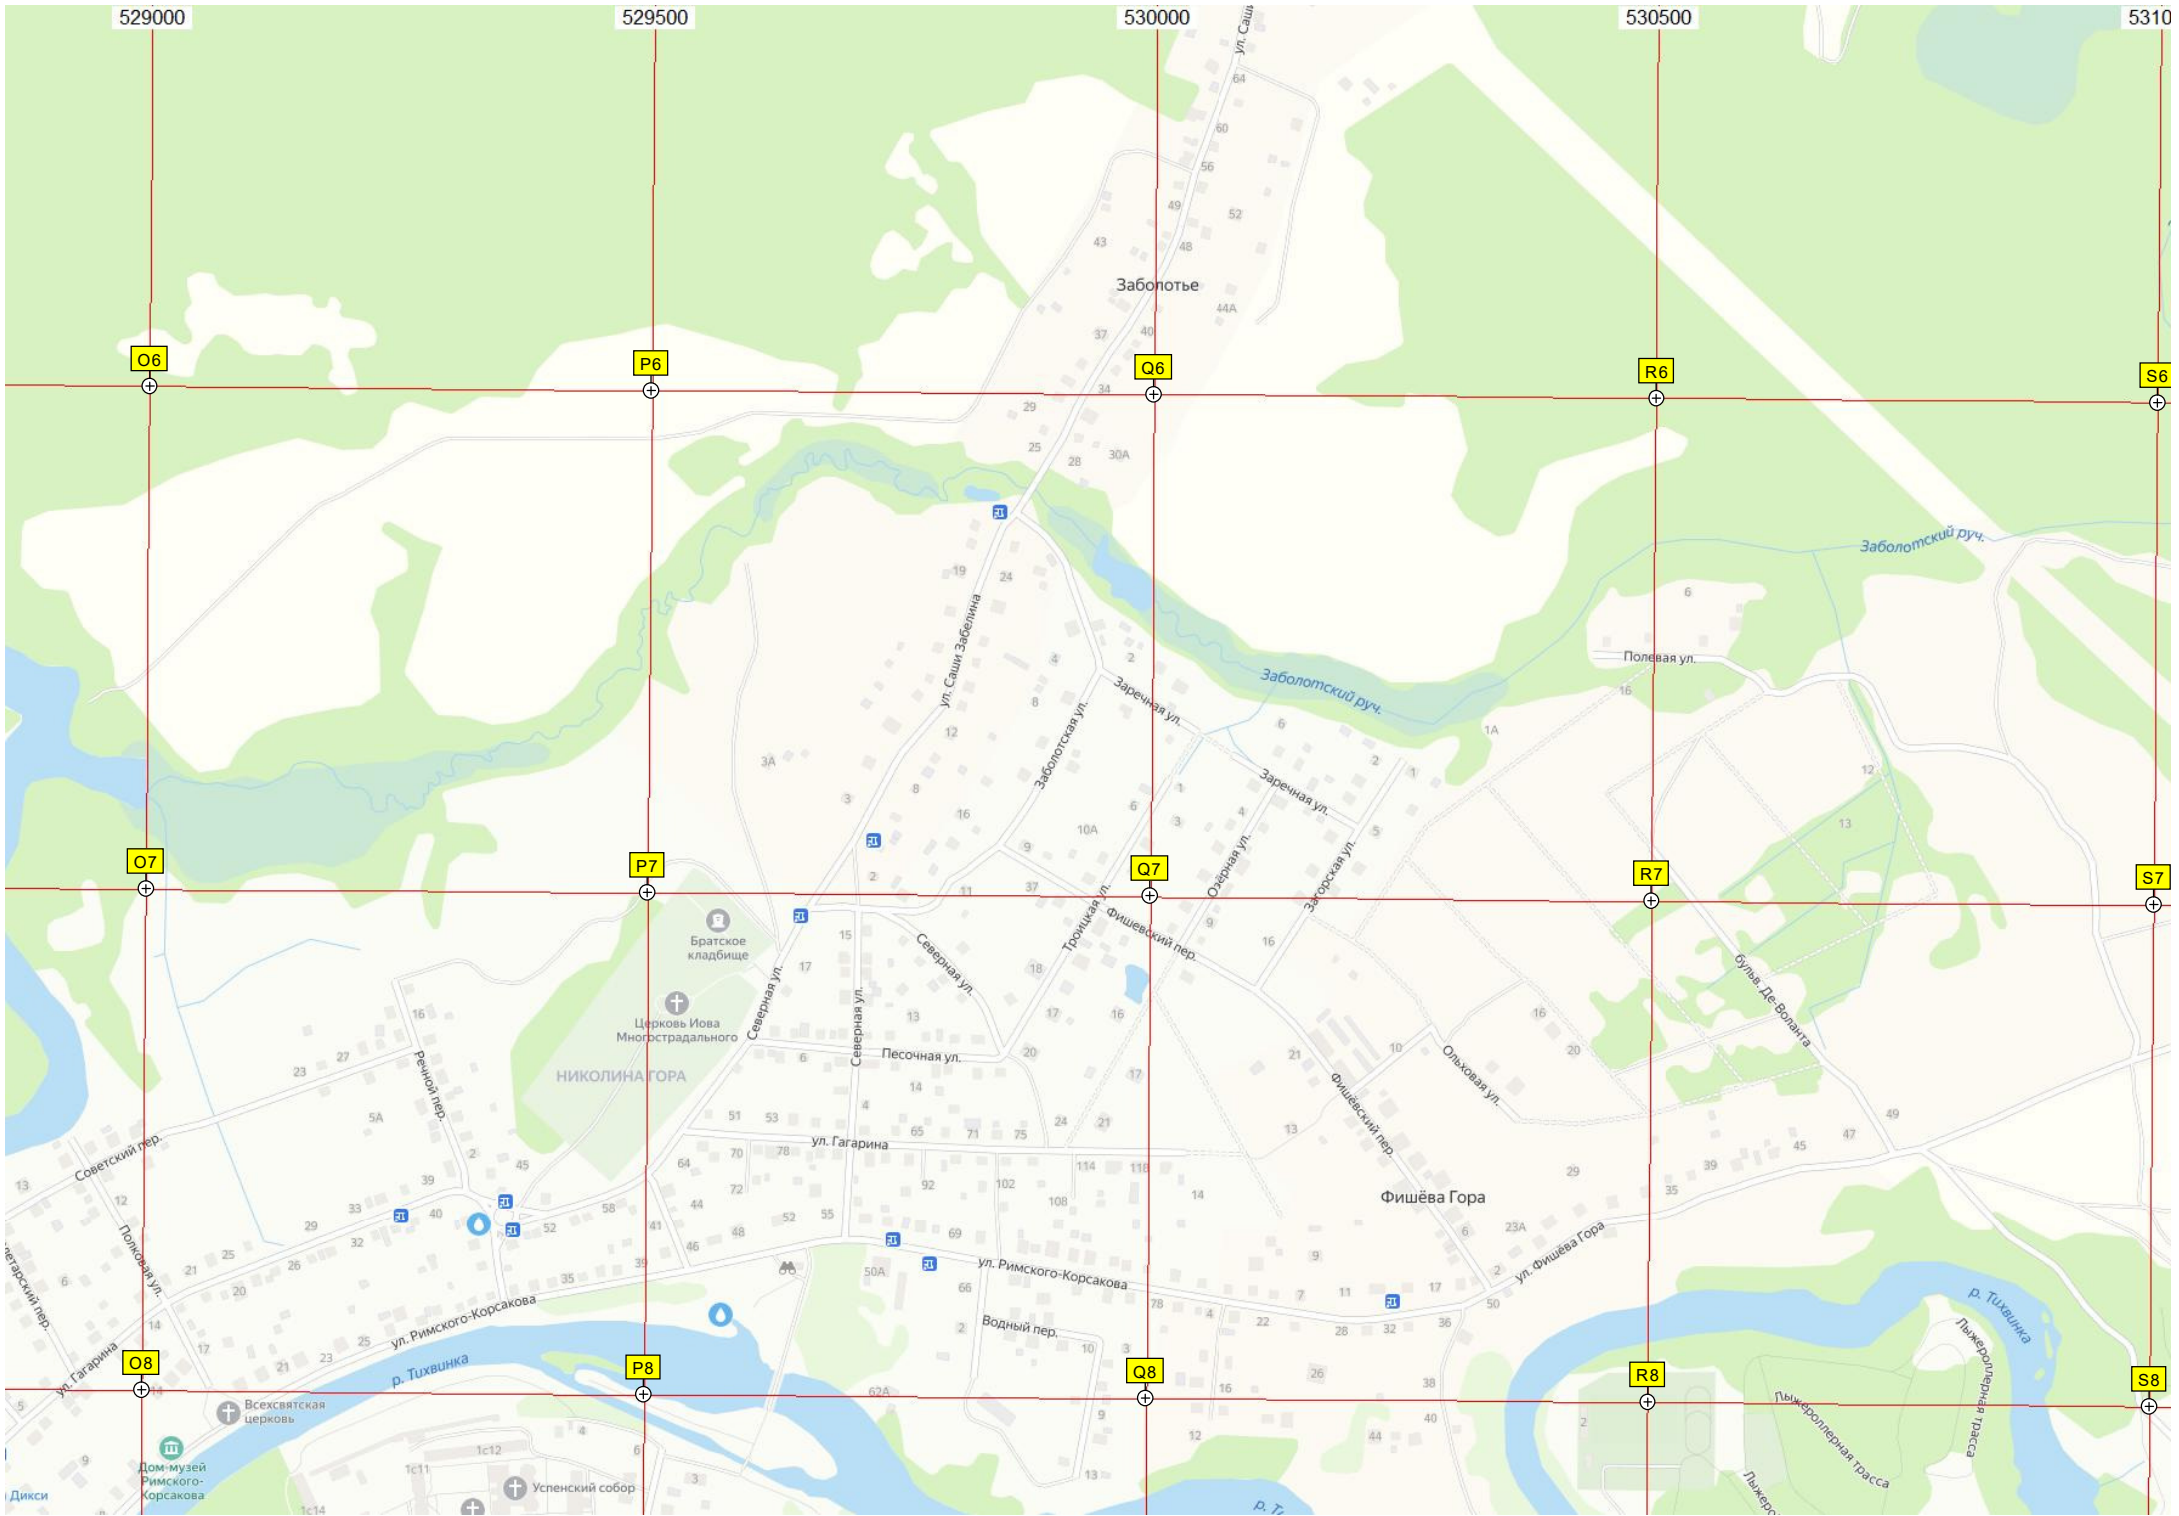 529000
529500
530000
530500
5310
ул. Саши
64
60
56
49
52
43
48
Заболотье
44А
37
40
O6
P6
Q6
R6
S6
34
29
25
28
30А
Заболотский руч.
19
24
6
ул. Саши Забелина
4
2
Полевая ул.
Заболотский руч.
16
8
Заречная ул.
6
1А
12
Заболотская ул.
3А
2
1
12
Заречная ул.
8
1
3
6
4
16
3
10А
5
13
9
Озёрная ул.
Загорская ул.
O7
P7
Q7
R7
S7
2
11
37
Троицкая ул.
Фишевский пер.
9
Братское
кладбище
15
Северная ул.
16
17
18
бульв. Де-Воланта
Северная ул.
Северная ул.
16
Церковь Иова
Многострадального
13
17
16
16
27
Речной пер.
6
Песочная ул.
20
21
10
20
Ольховая ул.
23
НИКОЛИНА ГОРА
14
17
Фишёвский пер.
5А
51
53
4
65
71
75
24
21
13
49
47
45
Советский пер.
ул. Гагарина
70
78
2
45
64
114
118
39
29
13
12
39
72
92
102
108
14
35
Фишёва Гора
33
40
58
44
52
55
29
52
41
48
69
6
23А
ул. Фишёва Гора
Полковая ул.
25
32
46
9
6
21
26
39
50А
ул. Римского-Корсакова
2
летарский пер.
20
35
66
78
11
17
50
7
р. Тихвинка
14
ул. Римского-Корсакова
4
22
28
32
36
2
Водный пер.
10
3
17
25
23
21
ул. Гагарина
р. Тихвинка
Лыжероллерная трасса
O8
P8
Q8
R8
S8
14
62А
16
26
38
5
Всехсвятская
церковь
9
40
2
Лыжероллерная трасса
4
6
12
44
1с12
9
1с11
3
13
Дом-музей
Римского-
Корсакова
Успенский собор
Дикси
1с14
р. Ти
Лыжеро